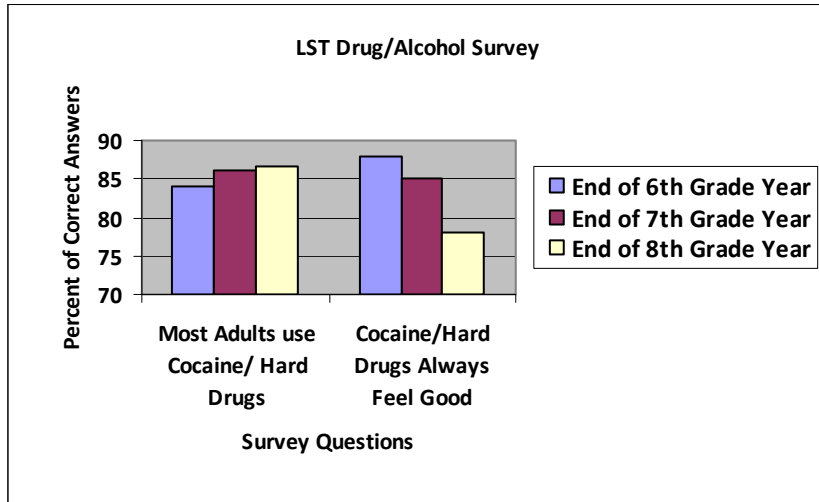 LST Drug/Alcohol Survey
Percent of Correct Answers
90
85
80
75
70
Most Adults use
Cocaine/ Hard
Drugs
Cocaine/Hard
Drugs Always
Feel Good
Survey Questions
End of 6th Grade Year
End of 7th Grade Year
End of 8th Grade Year